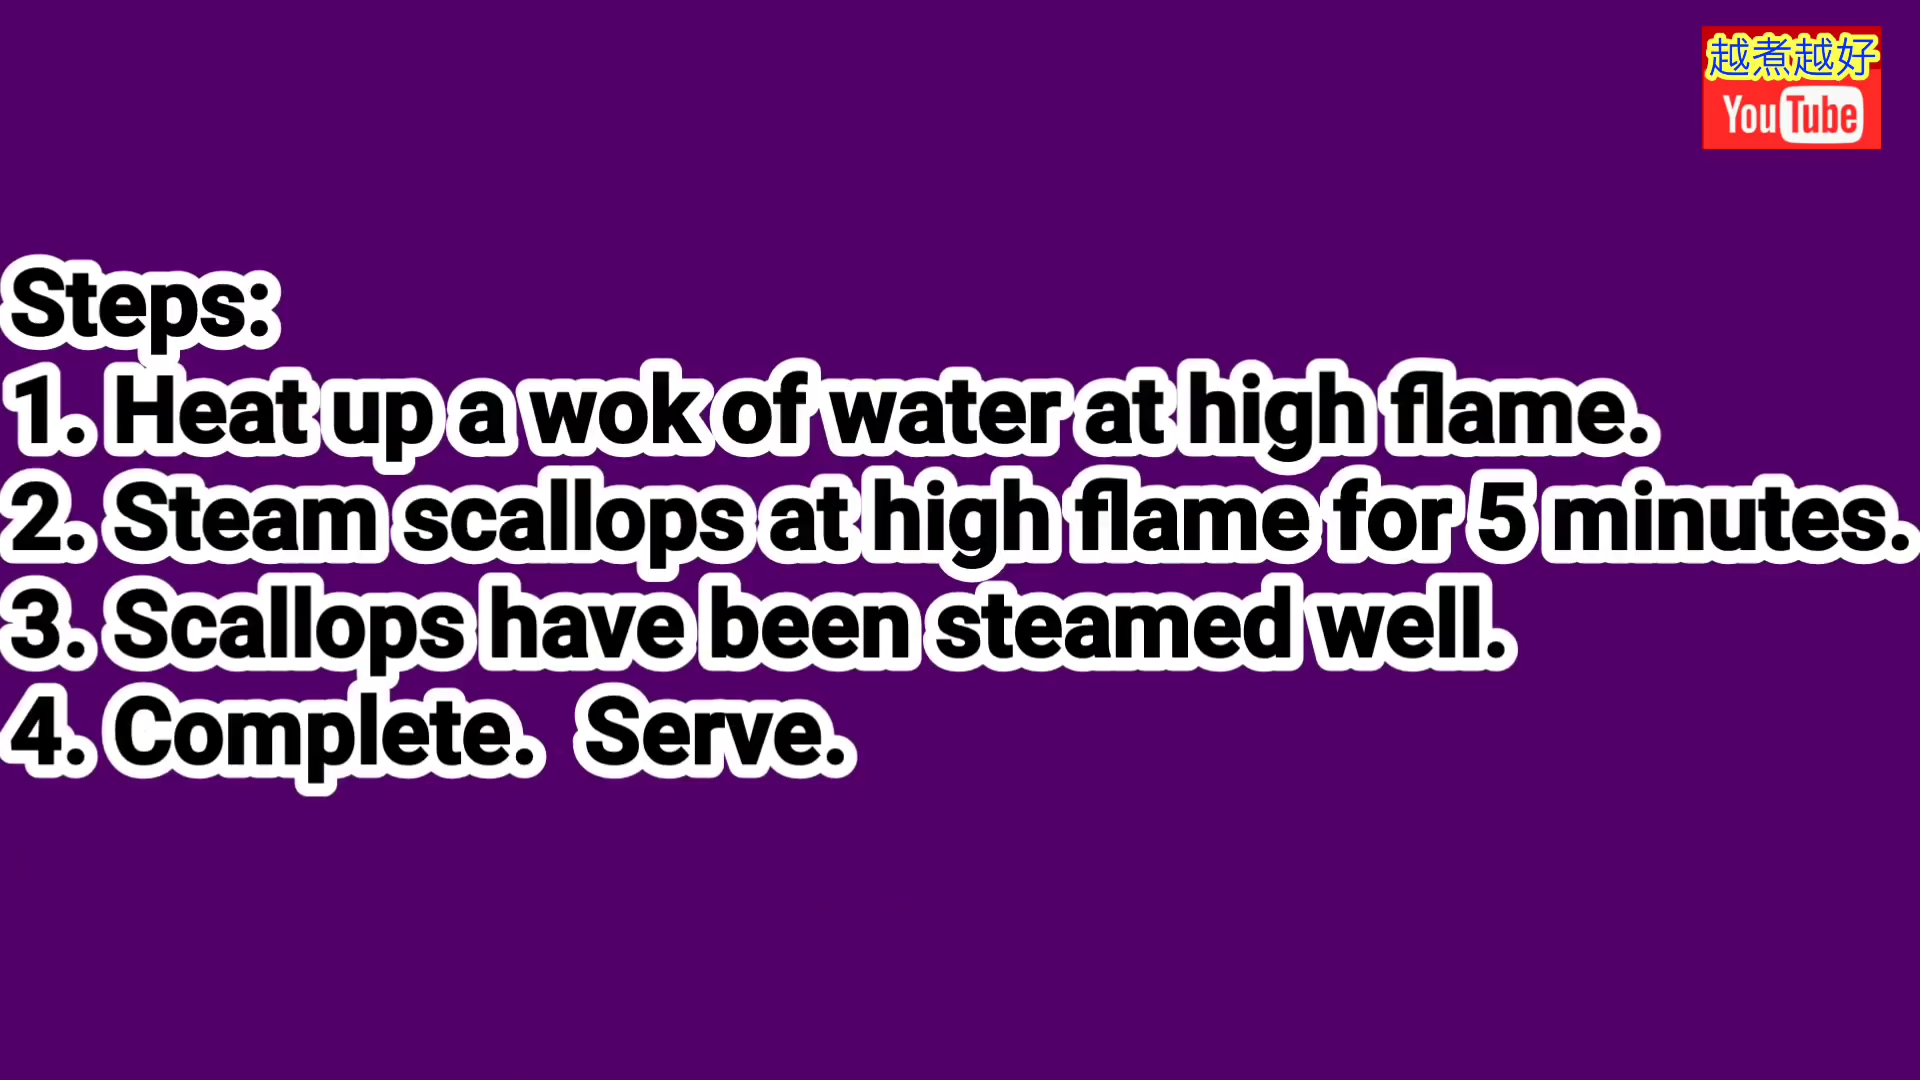 越煮越好
YouTube
Steps:
1. Heat up a wok of water at high flame.
2. Steam scallops at high flame for 5 minutes.
3. Scallops have been steamed well.
4. Complete.  Serve.